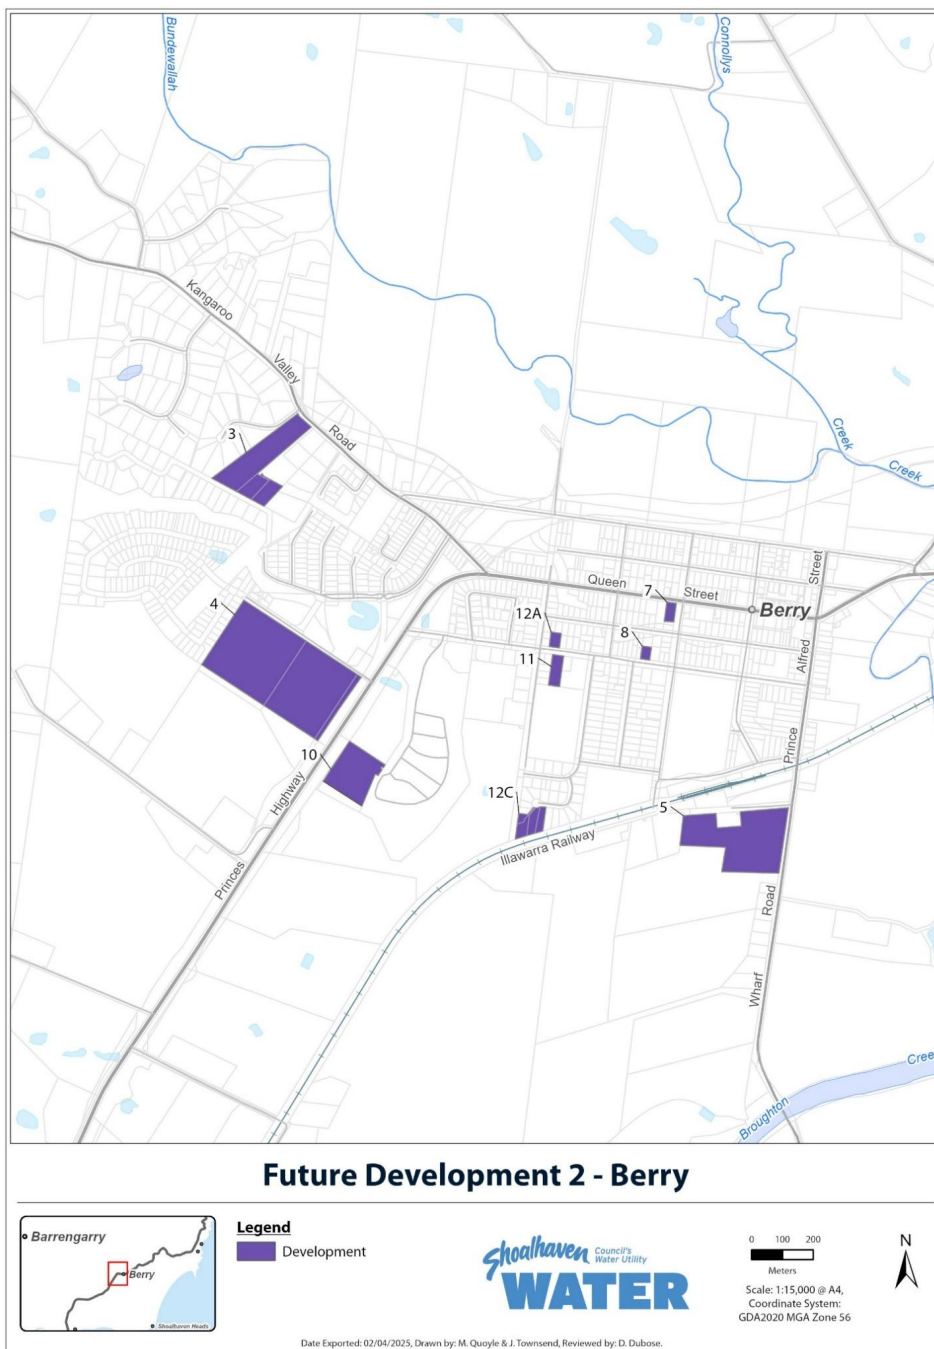 Bundewallah
Connollys
Kangaroo
Valley
Road
3
Creek
Creek
4
Queen
Street
7
Berry
Street
12A
8
11
Alfred
10
Highway
Prince
12C
5
Illawarra Railway
Princes
Road
Wharf
Broughton
Cree
Future Development 2 - Berry
Barrengarry
Berry
Shoalhaven Heads
Legend
Development
Shoalhaven
Council's
Water Utility
WATER
0 100 200
Meters
Scale: 1:15,000 @ A4,
Coordinate System:
GDA2020 MGA Zone 56
N
Date Exported: 02/04/2025, Drawn by: M. Quoyle & J. Townsend, Reviewed by: D. Dubose.